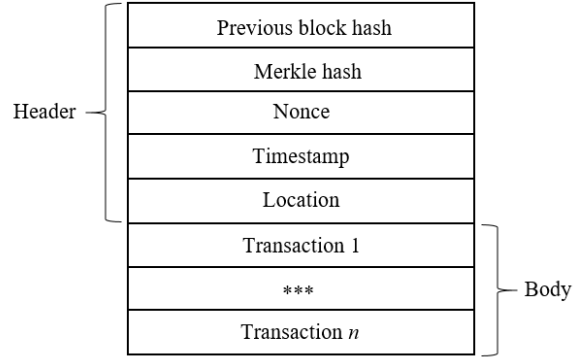 Previous block hash
Merkle hash
Header
Nonce
Timestamp
Location
Transaction 1
***
Body
Transaction n